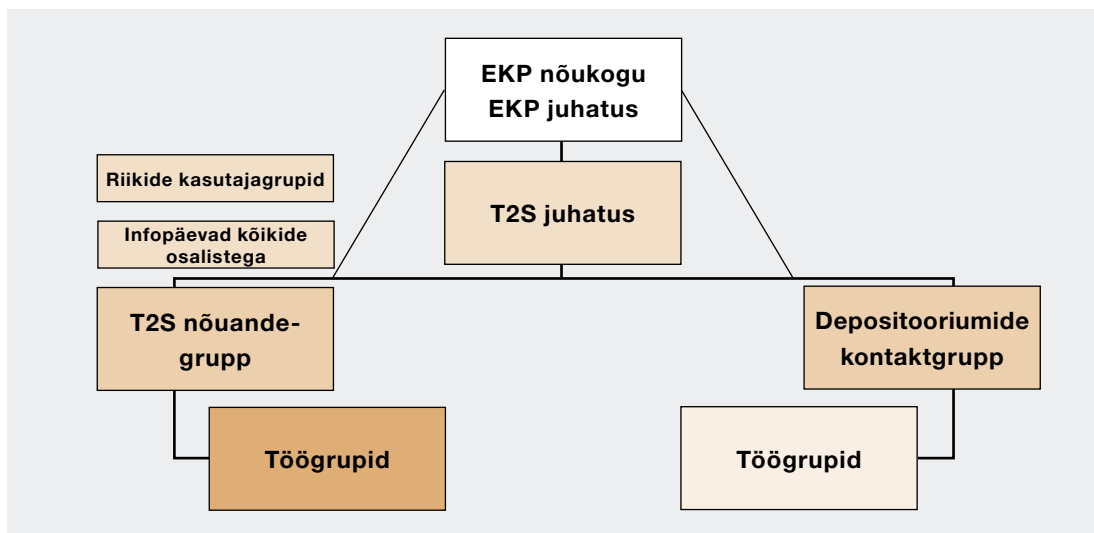 EKP nõukogu
EKP juhatus
Riikide kasutajagrupid
T2S juhatus
Infopäevad kõikide
osalistega
T2S nõuande-
grupp
Depositooriumide
kontaktgrupp
Töögrupid
Töögrupid